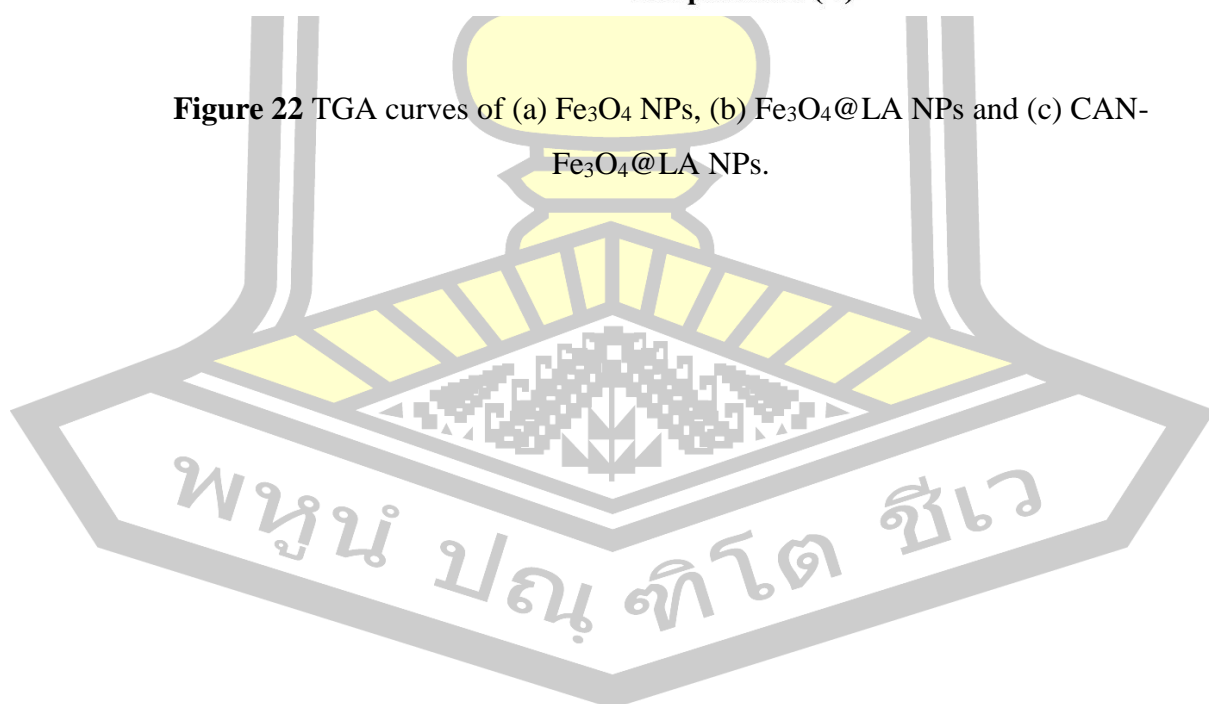 Figure 22 TGA curves of (a) Fe₃O₄ NPs, (b) Fe₃O₄@LA NPs and (c) CAN-
Fe₃O₄@LA NPs.
พหูนํ ปณฺฑิโต ชีเว